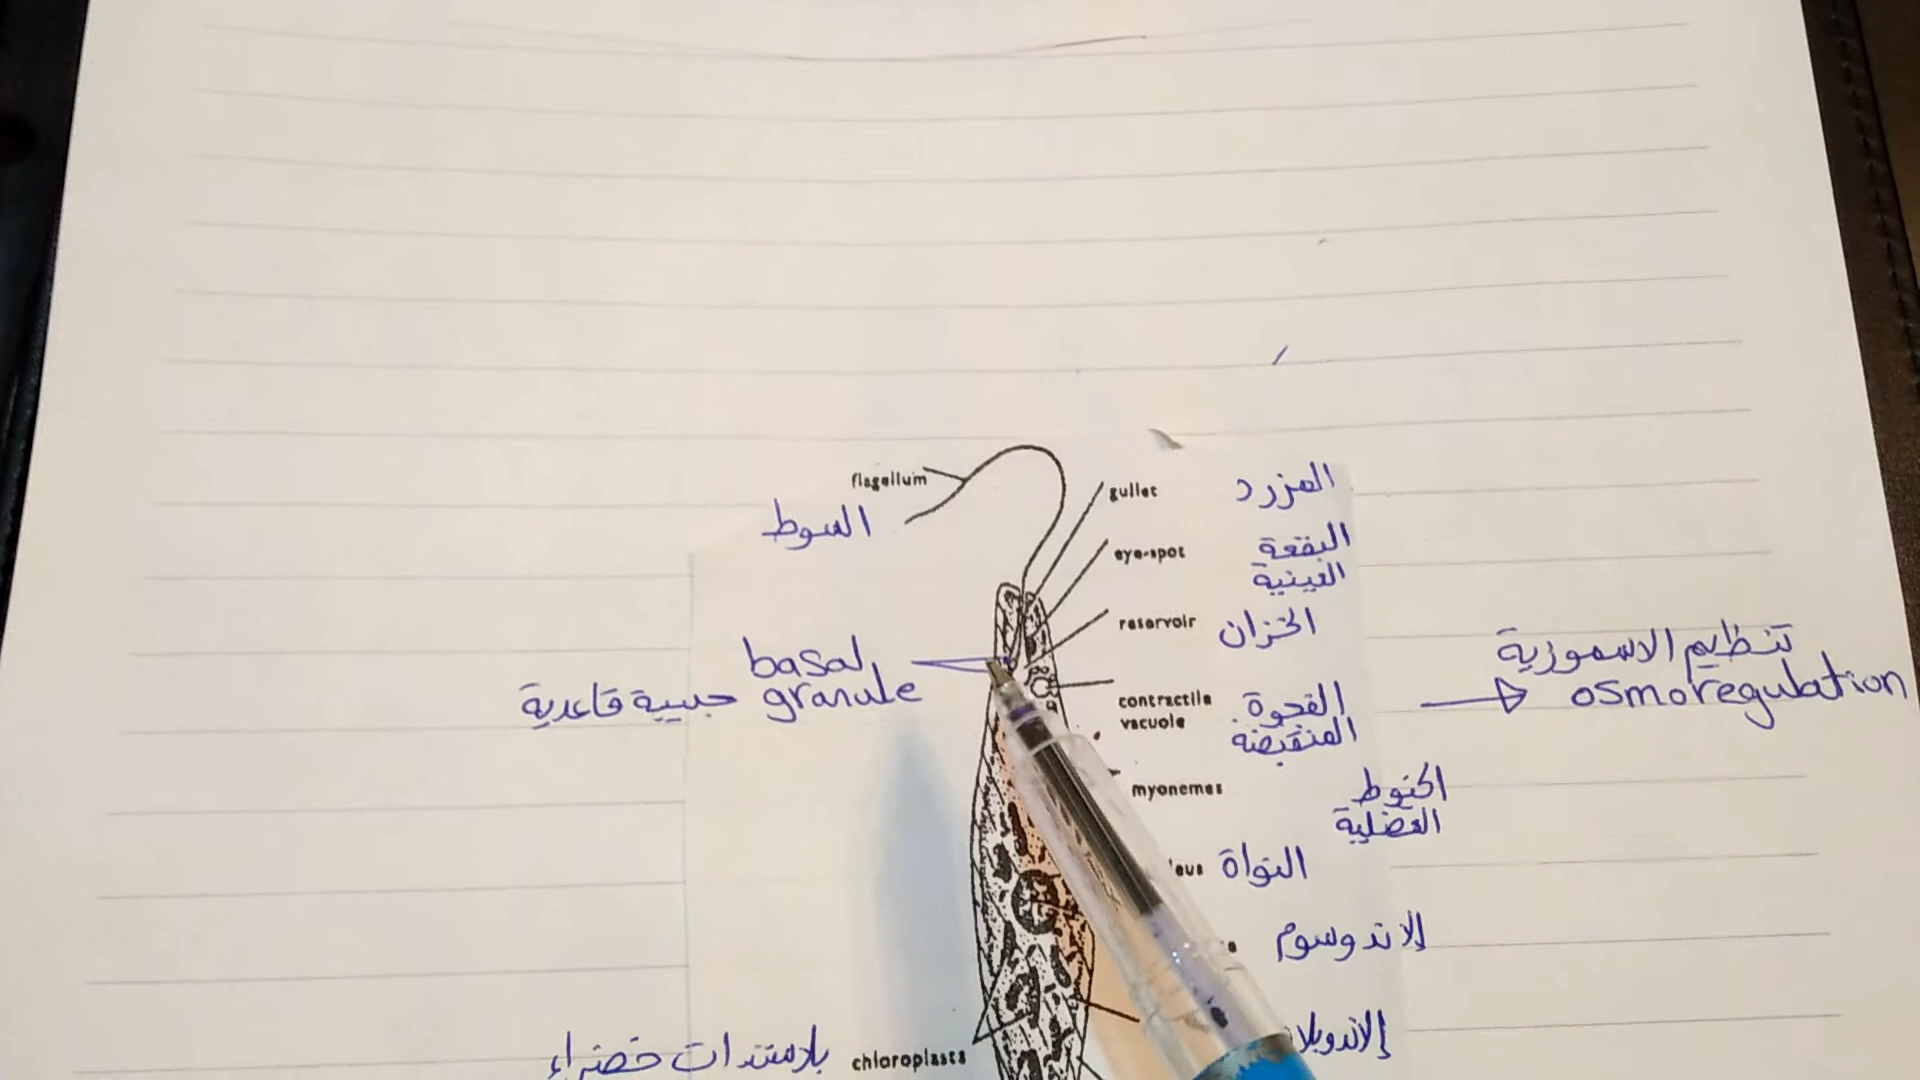 flagellum
السوط
gullet
المزرد
eye-spot
البقعة
العينية
reservoir
الخزان
basal
granule
حبيبة قاعدية
contractile
vacuole
الفجوة
المنقبضة
تنظيم الاسموزية
osmoregulation
myonemes
الخيوط
العضلية
النواة
الاندوسوم
chloroplasts
بلاستدات خضراء